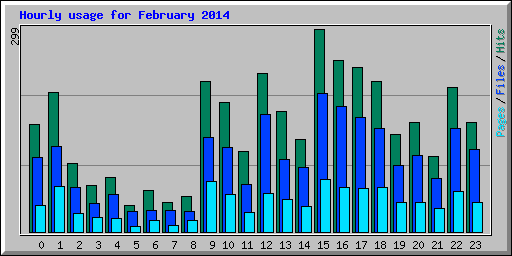 Hourly usage for February 2014
299
Pages/Files/Hits
0 1 2 3 4 5 6 7 8 9 10 11 12 13 14 15 16 17 18 19 20 21 22 23